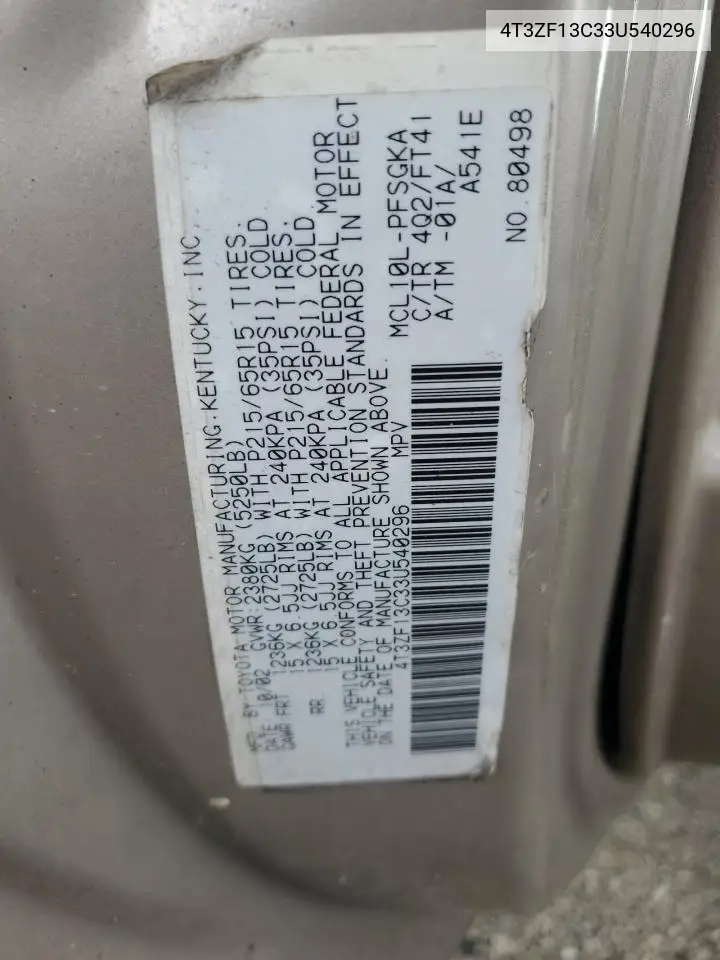 4T3ZF13C33U540296
MFD. BY TOYOTA MOTOR MANUFACTURING. KENTUCKY. INC
DATE 10/02 GVWR: 2380KG (5250LB)
GAWR FRT 1236KG (2725LB) WITH P215/65R15 TIRES.
15 X 6.5JJ RIMS AT 240KPA (35PSI) COLD
RR. 1236KG (2725LB) WITH P215/65R15 TIRES.
15 X 6.5JJ RIMS AT 240KPA (35PSI) COLD
THIS VEHICLE CONFORMS TO ALL APPLICABLE FEDERAL MOTOR
VEHICLE SAFETY AND THEFT PREVENTION STANDARDS IN EFFECT
ON THE DATE OF MANUFACTURE SHOWN ABOVE.
4T3ZF13C33U540296 MPV
MCL10L-PFSGKA
C/TR 4Q2/FT41
A/TM -01A/
A541E
NO. 80498